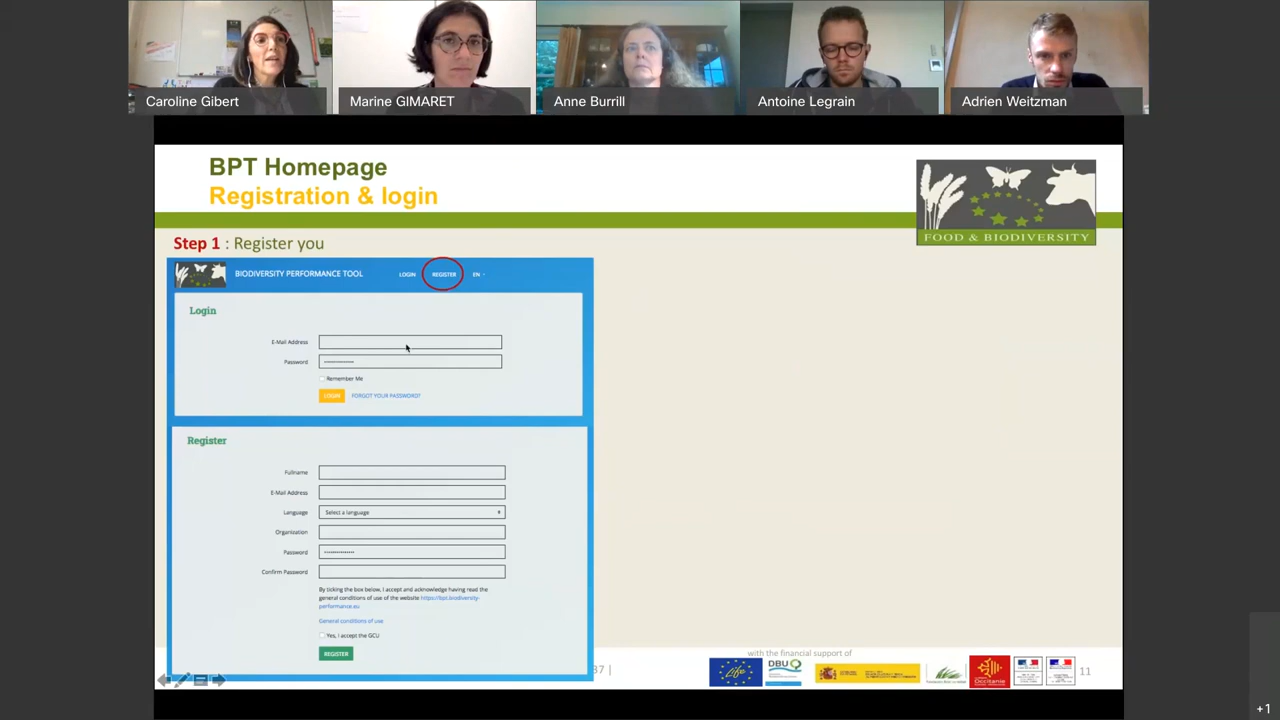 Caroline Gibert
Marine GIMARET
Anne Burrill
Antoine Legrain
Adrien Weitzman
BPT Homepage
Registration & login
FOOD & BIODIVERSITY
Step 1 : Register you
BIODIVERSITY PERFORMANCE TOOL
LOGIN
REGISTER
EN
Login
E-Mail Address
Password
Remember Me
LOGIN
FORGOT YOUR PASSWORD?
Register
Fullname
E-Mail Address
Language
Select a language
Organization
Password
Confirm Password
By ticking the box below, I accept and acknowledge having read the
general conditions of use of the website https://bpt.biodiversity-
performance.eu
General conditions of use
Yes, I accept the GCU
REGISTER
with the financial support of
37 |
Life
DBU
Occitanie
11
+1